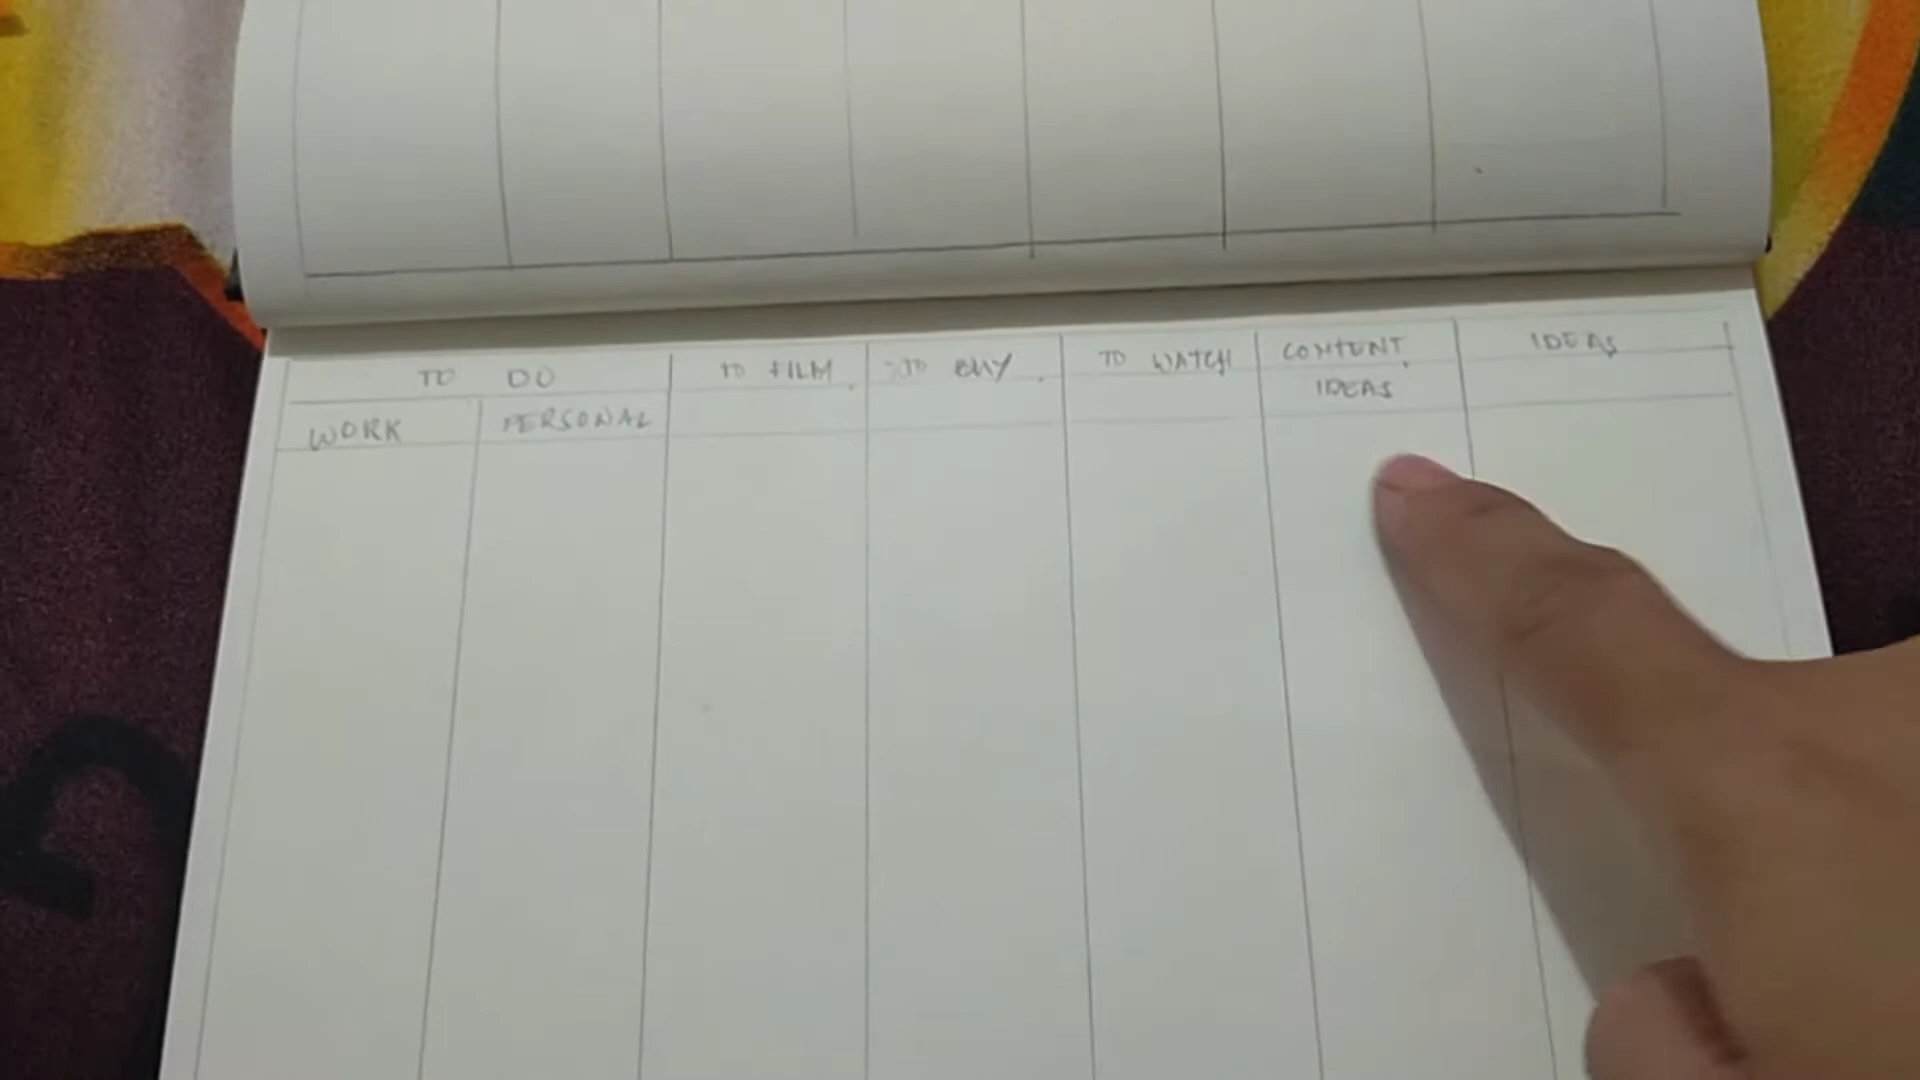 TO DO
TO FILM
TO BUY
TO WATCH
CONTENT
IDEAS
IDEAS
WORK
PERSONAL